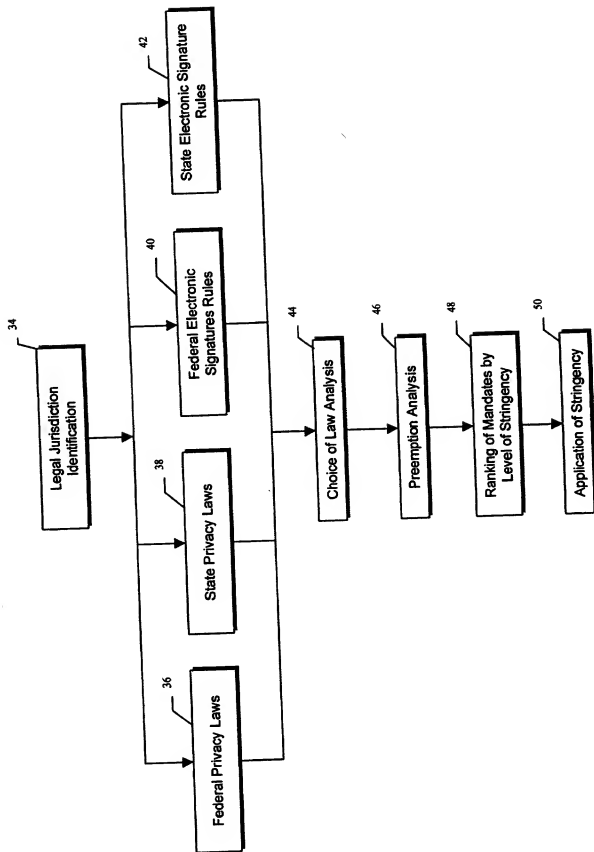 34
Legal Jurisdiction
Identification
36
Federal Privacy Laws
38
State Privacy Laws
40
Federal Electronic
Signatures Rules
42
State Electronic Signature
Rules
44
Choice of Law Analysis
46
Preemption Analysis
48
Ranking of Mandates by
Level of Stringency
50
Application of Stringency